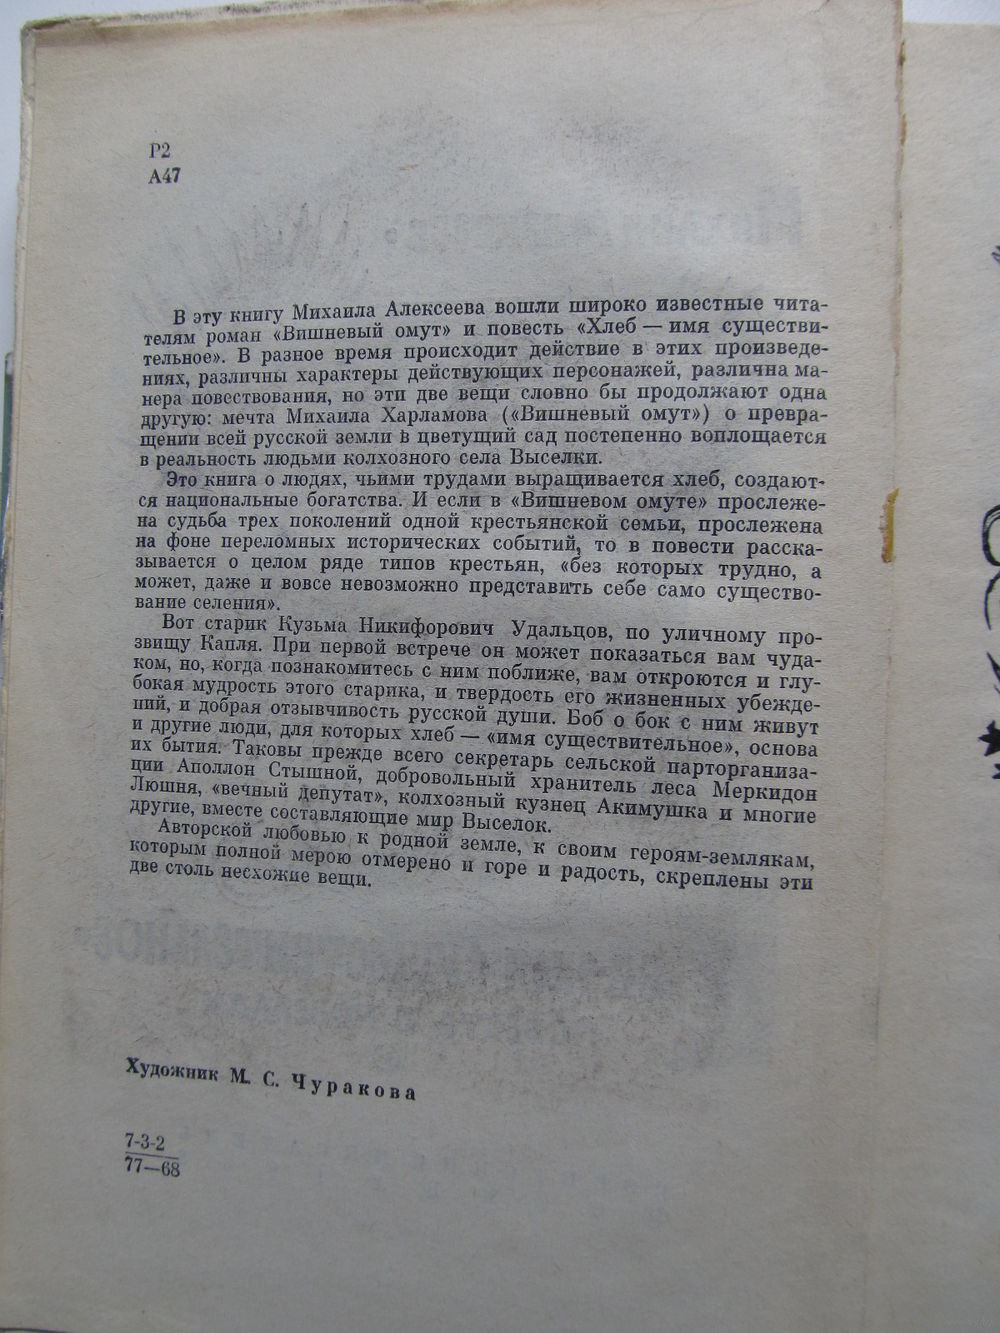 Р2
А47
В эту книгу Михаила Алексеева вошли широко известные чита-
телям роман «Вишневый омут» и повесть «Хлеб — имя существи-
тельное». В разное время происходит действие в этих произведе-
ниях, различны характеры действующих персонажей, различна ма-
нера повествования, но эти две вещи словно бы продолжают одна
другую: мечта Михаила Харламова («Вишневый омут») о превра-
щении всей русской земли в цветущий сад постепенно воплощается
в реальность людьми колхозного села Выселки.
Это книга о людях, чьими трудами выращивается хлеб, создают-
ся национальные богатства. И если в «Вишневом омуте» прослеже-
на судьба трех поколений одной крестьянской семьи, прослежена
на фоне переломных исторических событий, то в повести расска-
зывается о целом ряде типов крестьян, «без которых трудно, а
может, даже и вовсе невозможно представить себе само существо-
вание селения».
Вот старик Кузьма Никифорович Удальцов, по уличному про-
звищу Капля. При первой встрече он может показаться вам чуда-
ком, но, когда познакомитесь с ним поближе, вам откроются и глу-
бокая мудрость этого старика, и твердость его жизненных убежде-
ний, и добрая отзывчивость русской души. Боб о бок с ним живут
и другие люди, для которых хлеб — «имя существительное», основа
их бытия. Таковы прежде всего секретарь сельской парторганиза-
ции Аполлон Стышной, добровольный хранитель леса Меркидон
Люшня, «вечный депутат», колхозный кузнец Акимушка и многие
другие, вместе составляющие мир Выселок.
Авторской любовью к родной земле, к своим героям-землякам,
которым полной мерою отмерено и горе и радость, скреплены эти
две столь несхожие вещи.
Художник М. С. Чуракова
7-3-2
77—68